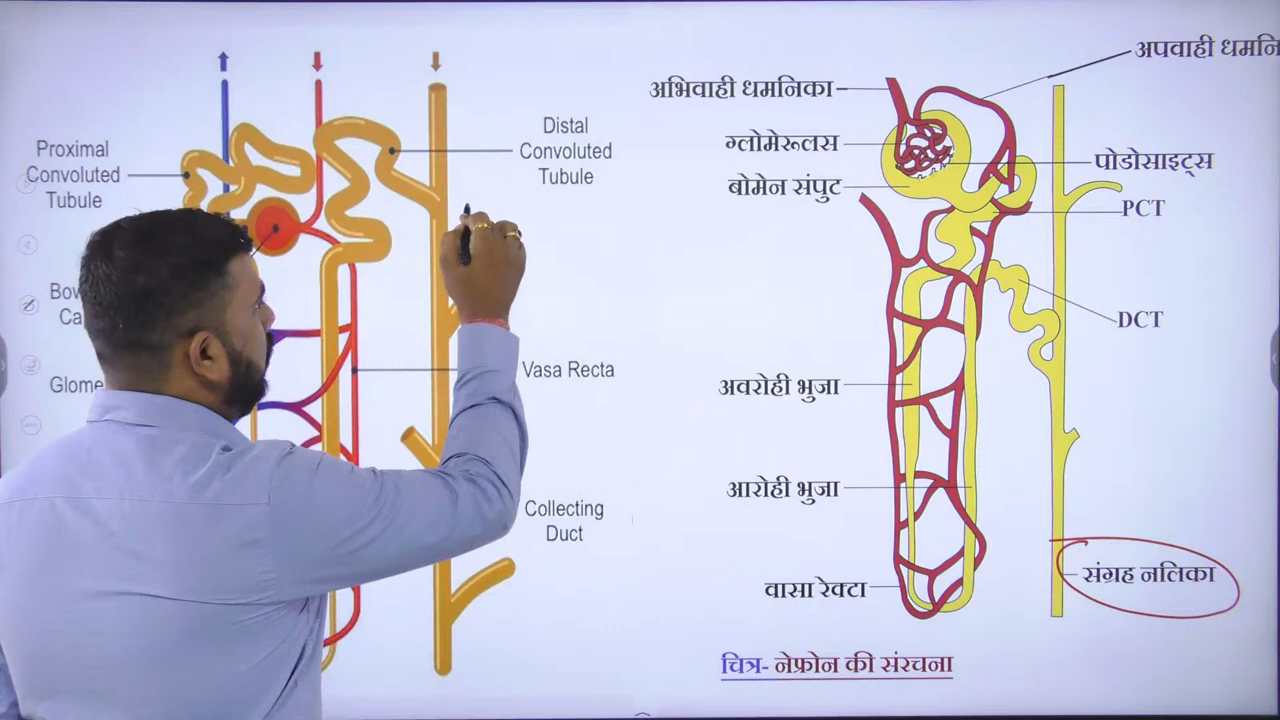 Proximal
Convoluted
Tubule
Distal
Convoluted
Tubule
Vasa Recta
Collecting
Duct
अभिवाही धमनिका
ग्लोमेरूलस
बोमेन संपुट
पोडोसाइट्स
PCT
DCT
अवरोही भुजा
आरोही भुजा
वासा रेक्टा
संग्रह नलिका
चित्र- नेफ्रोन की संरचना